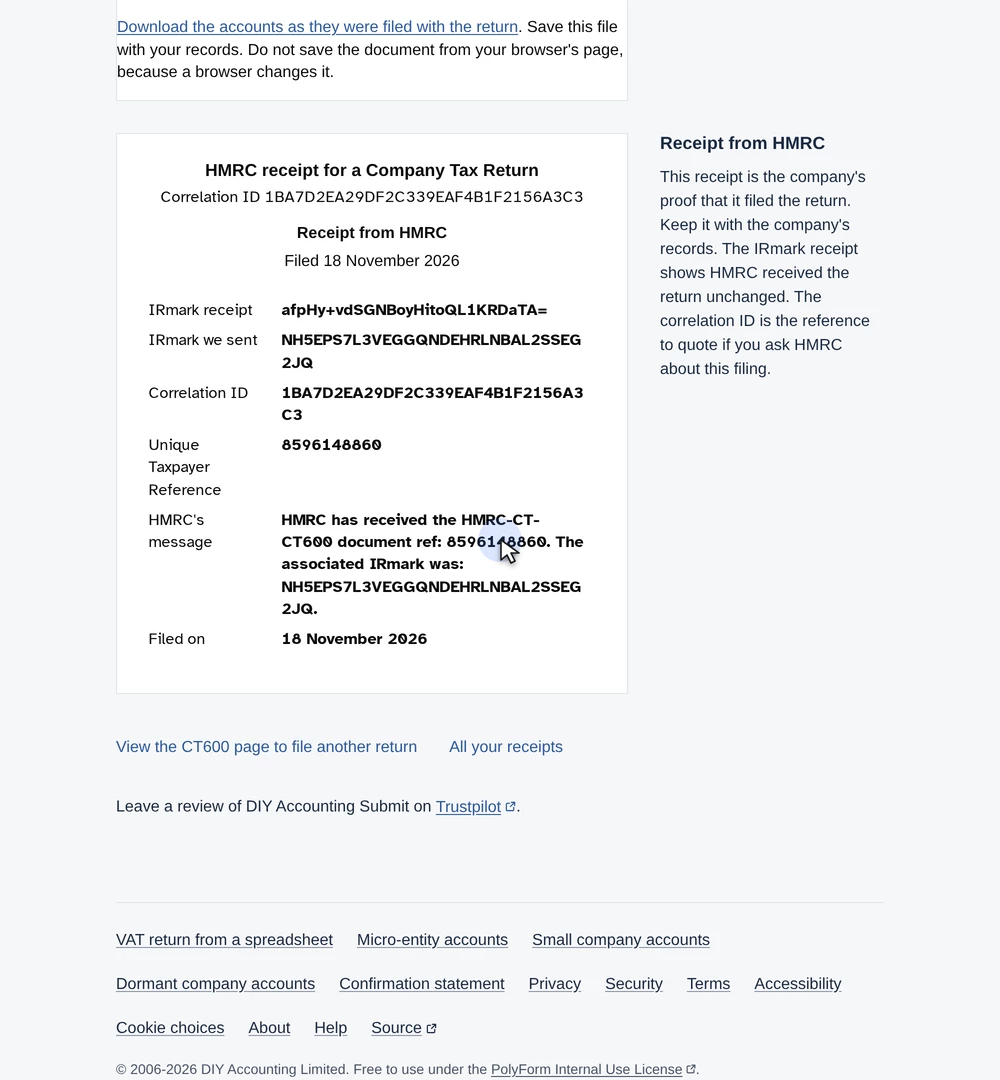 Download the accounts as they were filed with the return. Save this file
with your records. Do not save the document from your browser's page,
because a browser changes it.
HMRC receipt for a Company Tax Return
Correlation ID 1BA7D2EA29DF2C339EAF4B1F2156A3C3
Receipt from HMRC
Filed 18 November 2026
IRmark receipt afpHy+vdSGNBoyHitoQL1KRDaTA=
IRmark we sent NH5EPS7L3VEGGQNDEHRLNBAL2SSEG
2JQ
Correlation ID 1BA7D2EA29DF2C339EAF4B1F2156A3
C3
Unique 8596148860
Taxpayer
Reference
HMRC's HMRC has received the HMRC-CT-
message CT600 document ref: 8596148860. The
associated IRmark was:
NH5EPS7L3VEGGQNDEHRLNBAL2SSEG
2JQ.
Filed on 18 November 2026
Receipt from HMRC
This receipt is the company's
proof that it filed the return.
Keep it with the company's
records. The IRmark receipt
shows HMRC received the
return unchanged. The
correlation ID is the reference
to quote if you ask HMRC
about this filing.
View the CT600 page to file another return All your receipts
Leave a review of DIY Accounting Submit on Trustpilot.
VAT return from a spreadsheet Micro-entity accounts Small company accounts
Dormant company accounts Confirmation statement Privacy Security Terms Accessibility
Cookie choices About Help Source
© 2006-2026 DIY Accounting Limited. Free to use under the PolyForm Internal Use License.